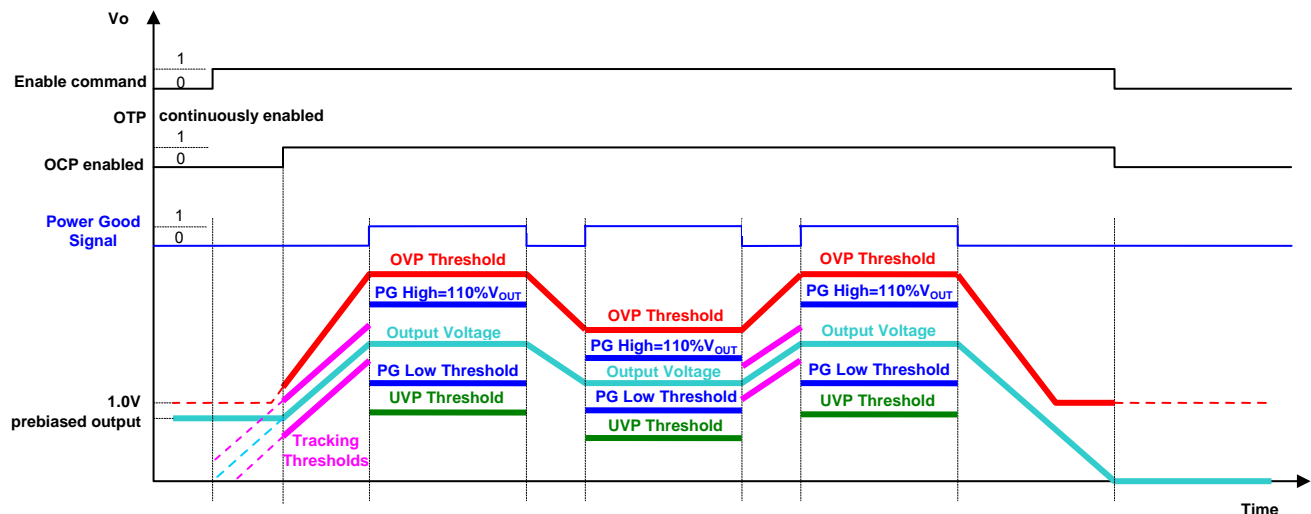 Vo
1
Enable command
0
OTP continuously enabled
1
OCP enabled
0
Power Good
Signal
1
0
OVP Threshold
OVP Threshold
PG High=110%VOUT
PG High=110%VOUT
OVP Threshold
Output Voltage
PG High=110%VOUT
Output Voltage
PG Low Threshold
Output Voltage
PG Low Threshold
UVP Threshold
PG Low Threshold
UVP Threshold
1.0V
prebiased output
UVP Threshold
Tracking
Thresholds
Time